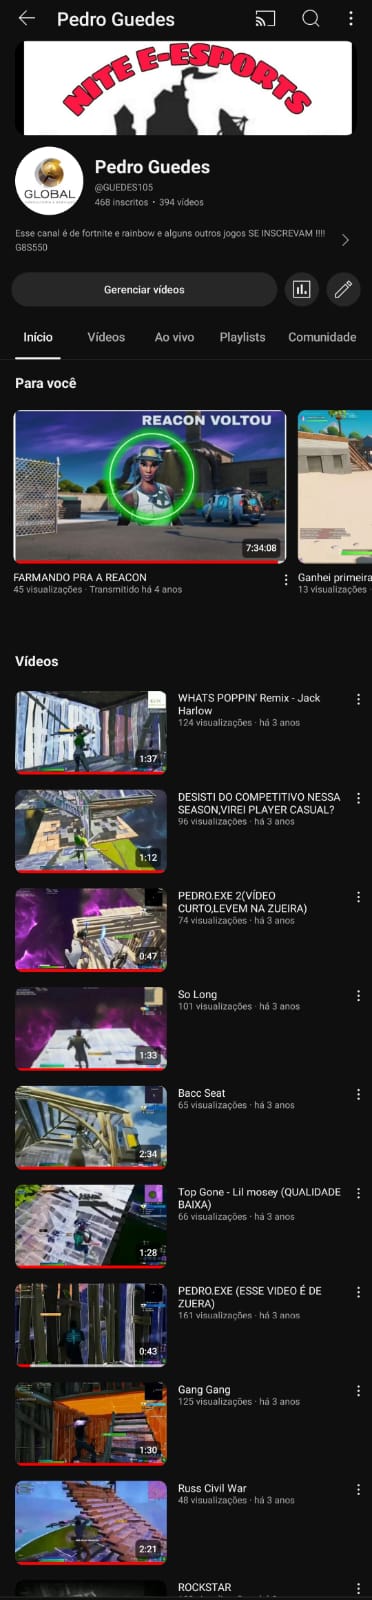 Pedro Guedes
NITE E-ESPORTS
GLOBAL
Pedro Guedes
@GUEDES105
468 inscritos • 394 vídeos
Esse canal é de fortnite e rainbow e alguns outros jogos SE INSCREVAM !!!!
G8S550
Gerenciar vídeos
Início Vídeos Ao vivo Playlists Comunidade
Para você
REACON VOLTOU
7:34:08
FARMANDO PRA A REACON
45 visualizações · Transmitido há 4 anos
Ganhei primeira
13 visualizações ·
Vídeos
WHATS POPPIN' Remix - Jack
Harlow
124 visualizações · há 3 anos
1:37
DESISTI DO COMPETITIVO NESSA
SEASON,VIREI PLAYER CASUAL?
96 visualizações · há 3 anos
1:12
PEDRO.EXE 2(VÍDEO
CURTO,LEVEM NA ZUEIRA)
74 visualizações · há 3 anos
0:47
So Long
101 visualizações · há 3 anos
1:33
Bacc Seat
65 visualizações · há 3 anos
2:34
Top Gone - Lil mosey (QUALIDADE
BAIXA)
66 visualizações · há 3 anos
1:28
PEDRO.EXE (ESSE VIDEO É DE
ZUERA)
161 visualizações · há 3 anos
0:43
Gang Gang
125 visualizações · há 3 anos
1:30
Russ Civil War
48 visualizações · há 3 anos
2:21
ROCKSTAR